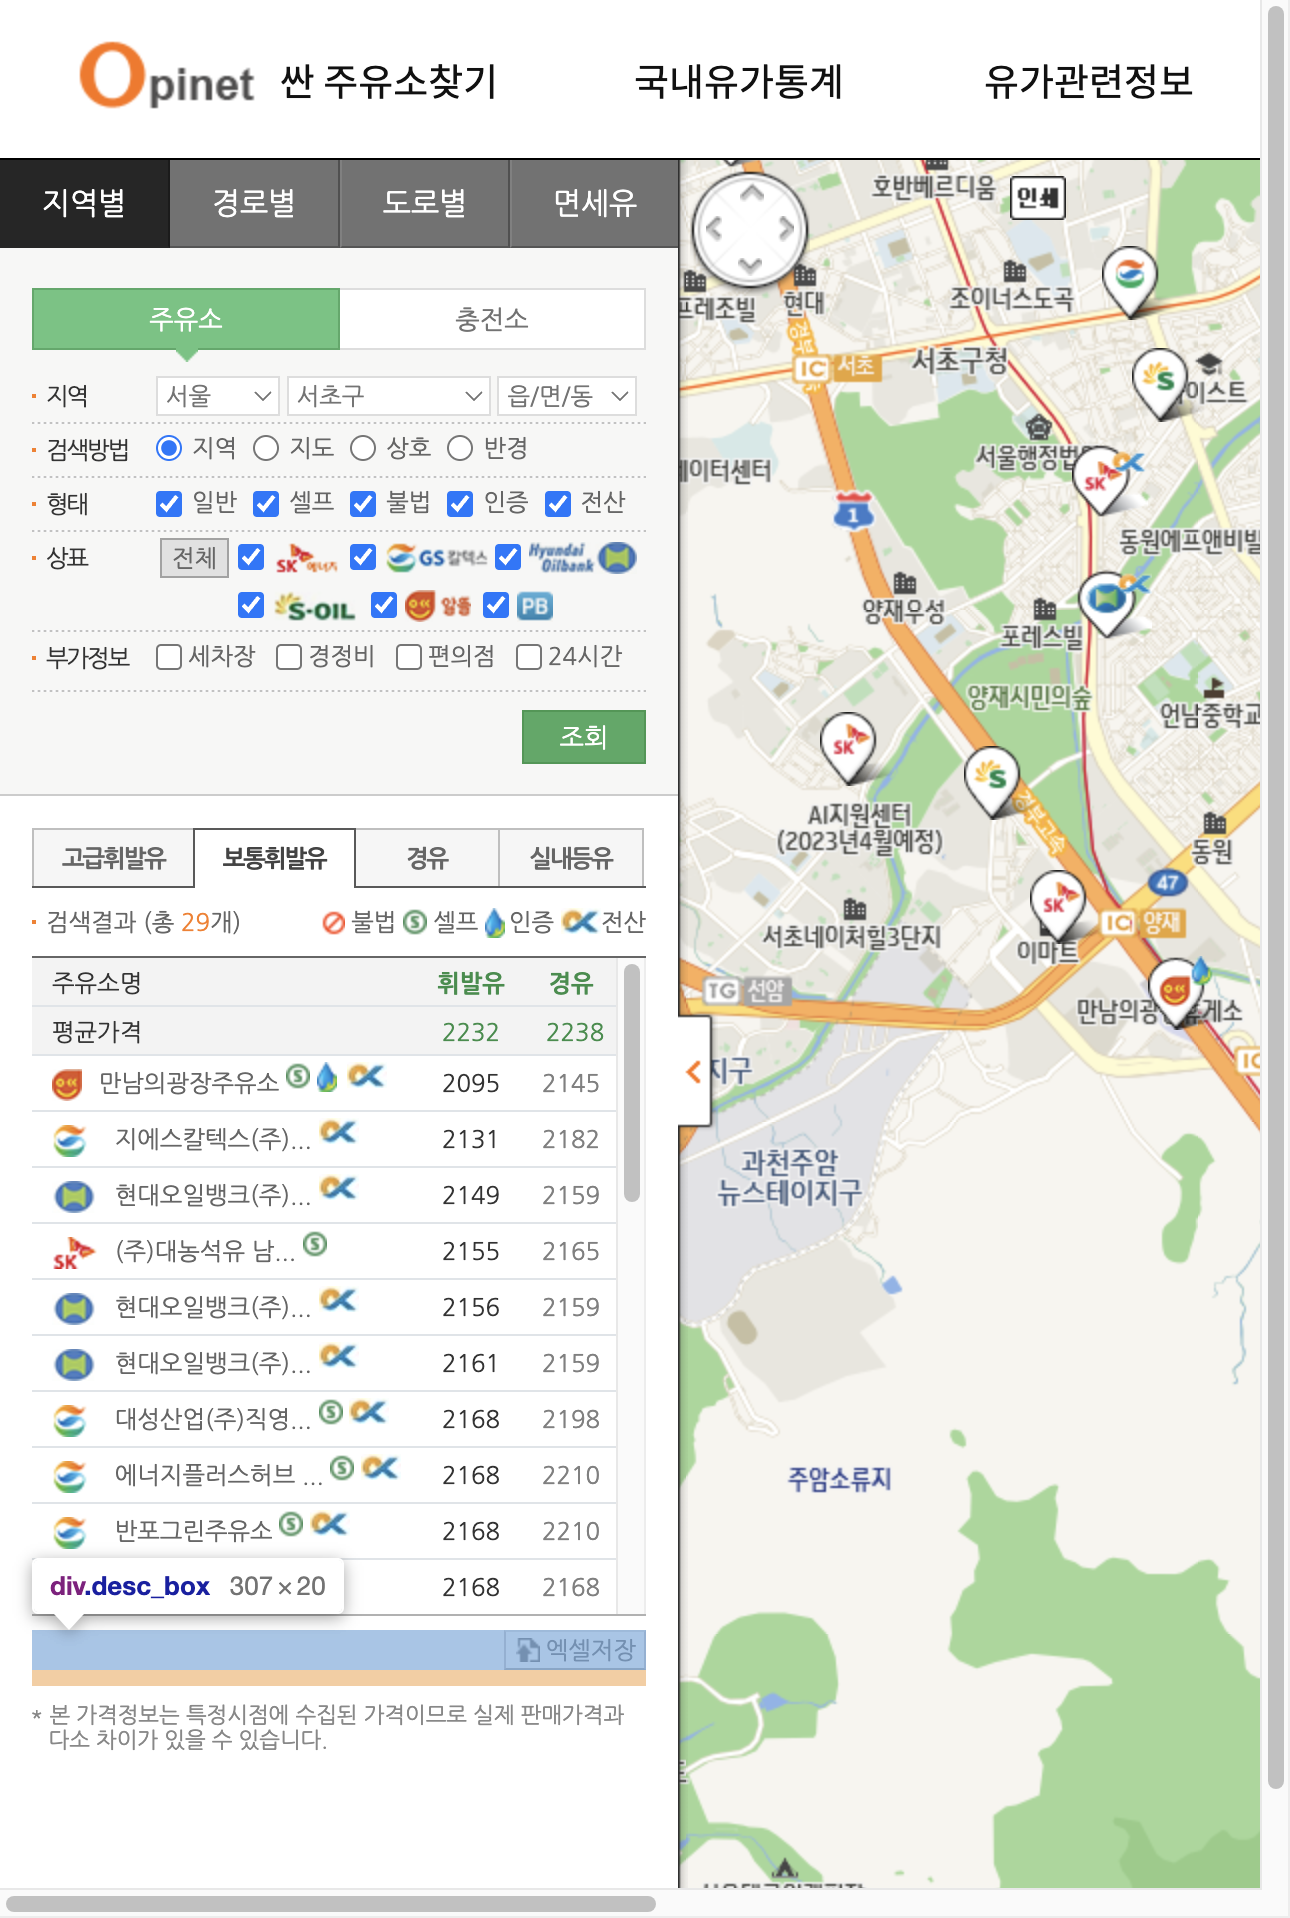 Opinet 싼 주유소찾기 국내유가통계 유가관련정보
지역별 경로별 도로별 면세유
주유소 충전소
지역 서울 서초구 읍/면/동
검색방법 지역 지도 상호 반경
형태 일반 셀프 불법 인증 전산
상표 전체 SK에너지 GS칼텍스 Hyundai Oilbank
S-OIL 알뜰 PB
부가정보 세차장 경정비 편의점 24시간
조회
고급휘발유 보통휘발유 경유 실내등유
검색결과 (총 29개) 불법 셀프 인증 전산
주유소명 휘발유 경유
평균가격 2232 2238
만남의광장주유소 2095 2145
지에스칼텍스(주)... 2131 2182
현대오일뱅크(주)... 2149 2159
SK (주)대농석유 남... 2155 2165
현대오일뱅크(주)... 2156 2159
현대오일뱅크(주)... 2161 2159
대성산업(주)직영... 2168 2198
에너지플러스허브 ... 2168 2210
반포그린주유소 2168 2210
div.desc_box 307×20 2168 2168
엑셀저장
* 본 가격정보는 특정시점에 수집된 가격이므로 실제 판매가격과
다소 차이가 있을 수 있습니다.
호반베르디움
인쇄
프레조빌 현대 조이너스도곡
경부
IC 서초 서초구청
이스트
데이터센터 서울행정법
SK
1
동원에프앤비빌
양재우성 포레스빌
양재시민의숲
언남중학교
SK
S
AI지원센터
(2023년4월예정)
경부고속
동원
47
SK
서초네이처힐3단지 이마트 IC 양재
TG 선암 만남의광 휴게소
IC
지구
과천주암
뉴스테이지구
주암소류지